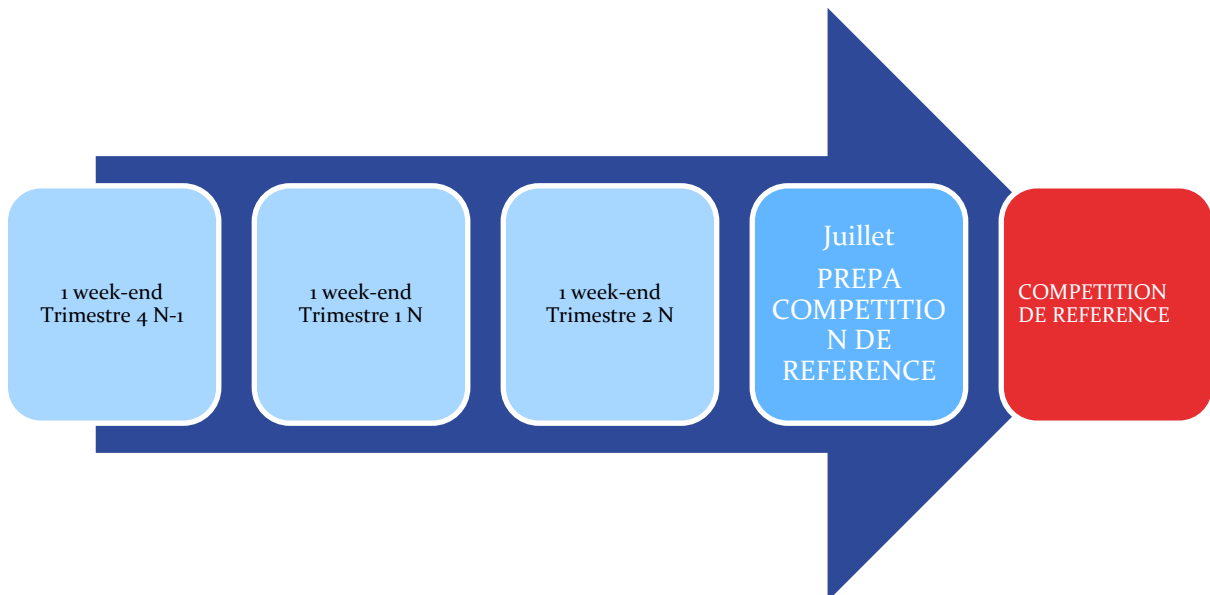 1 week-end
Trimestre 4 N-1
1 week-end
Trimestre 1 N
1 week-end
Trimestre 2 N
Juillet
PREPA
COMPETITIO
N DE
REFERENCE
COMPETITION
DE REFERENCE